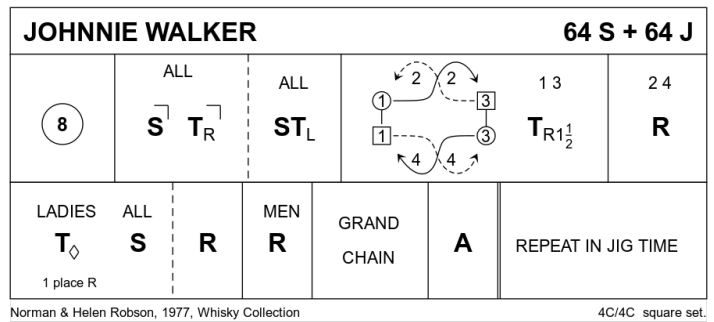 JOHNNIE WALKER 64 S + 64 J
8
ALL
S TR
ALL
STL
2 2
1 3
1 3
4 4
1 3
TR1½
2 4
R
LADIES ALL
T◊ S
1 place R
R
MEN
R
GRAND
CHAIN
A
REPEAT IN JIG TIME
Norman & Helen Robson, 1977, Whisky Collection 4C/4C square set.